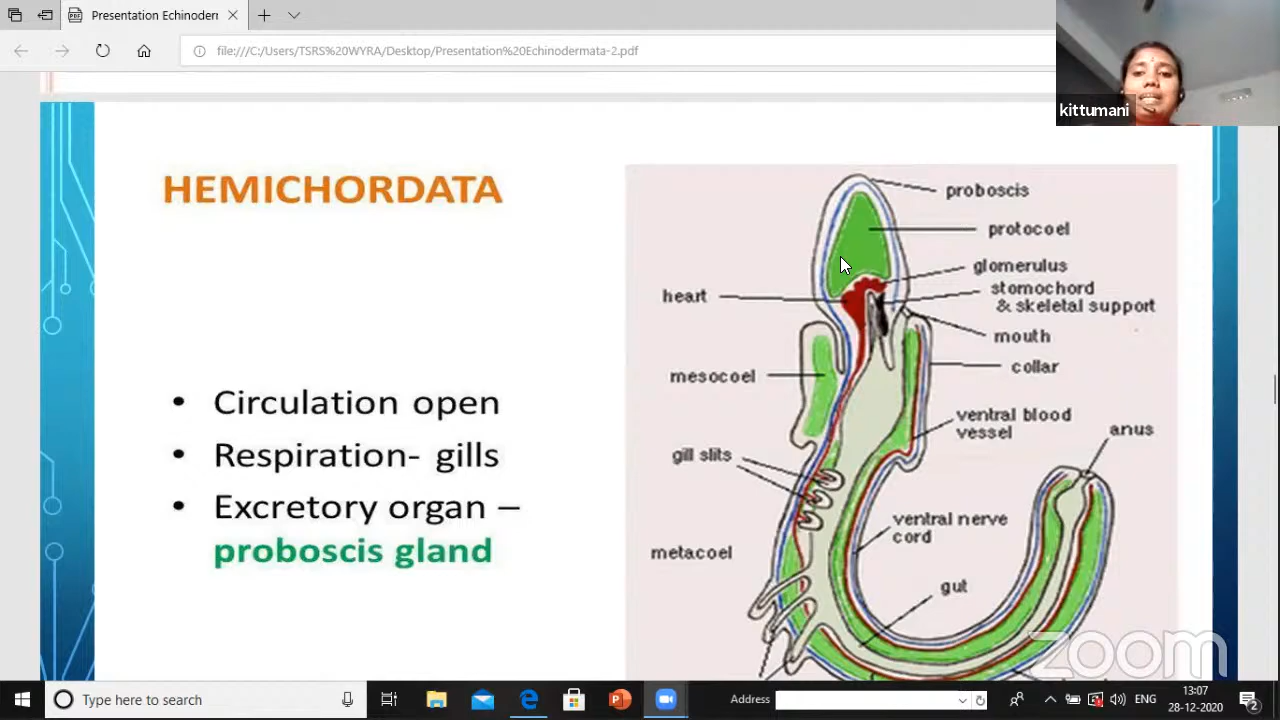 Presentation Echinoderm
file:///C:/Users/TSRS%20WYRA/Desktop/Presentation%20Echinodermata-2.pdf
kittumani
HEMICHORDATA
• Circulation open
• Respiration- gills
• Excretory organ –
proboscis gland
proboscis
protocoel
glomerulus
heart
stomochord
& skeletal support
mouth
mesocoel
collar
ventral blood
vessel
anus
gill slits
ventral nerve
cord
metacoel
gut
zoom
Type here to search
Address
ENG
13:07
28-12-2020
2